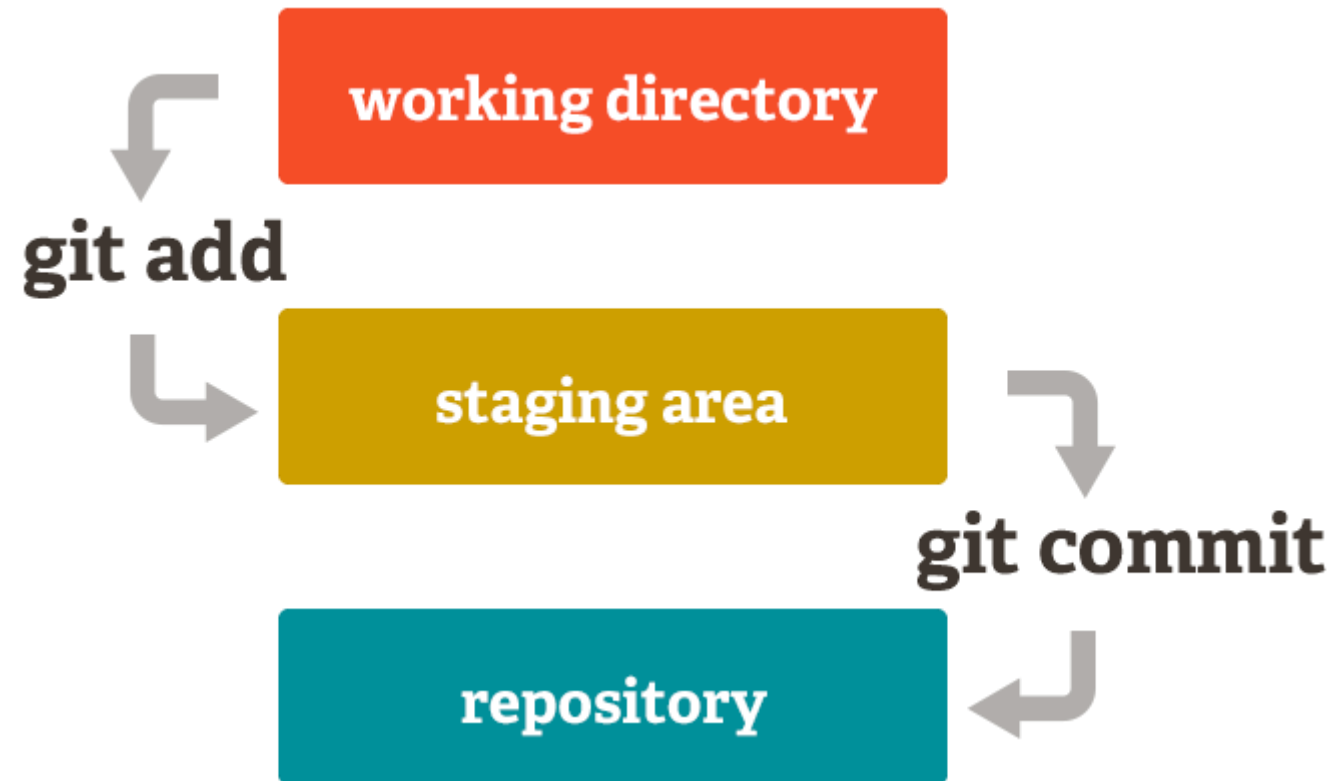 working directory
git add
staging area
git commit
repository